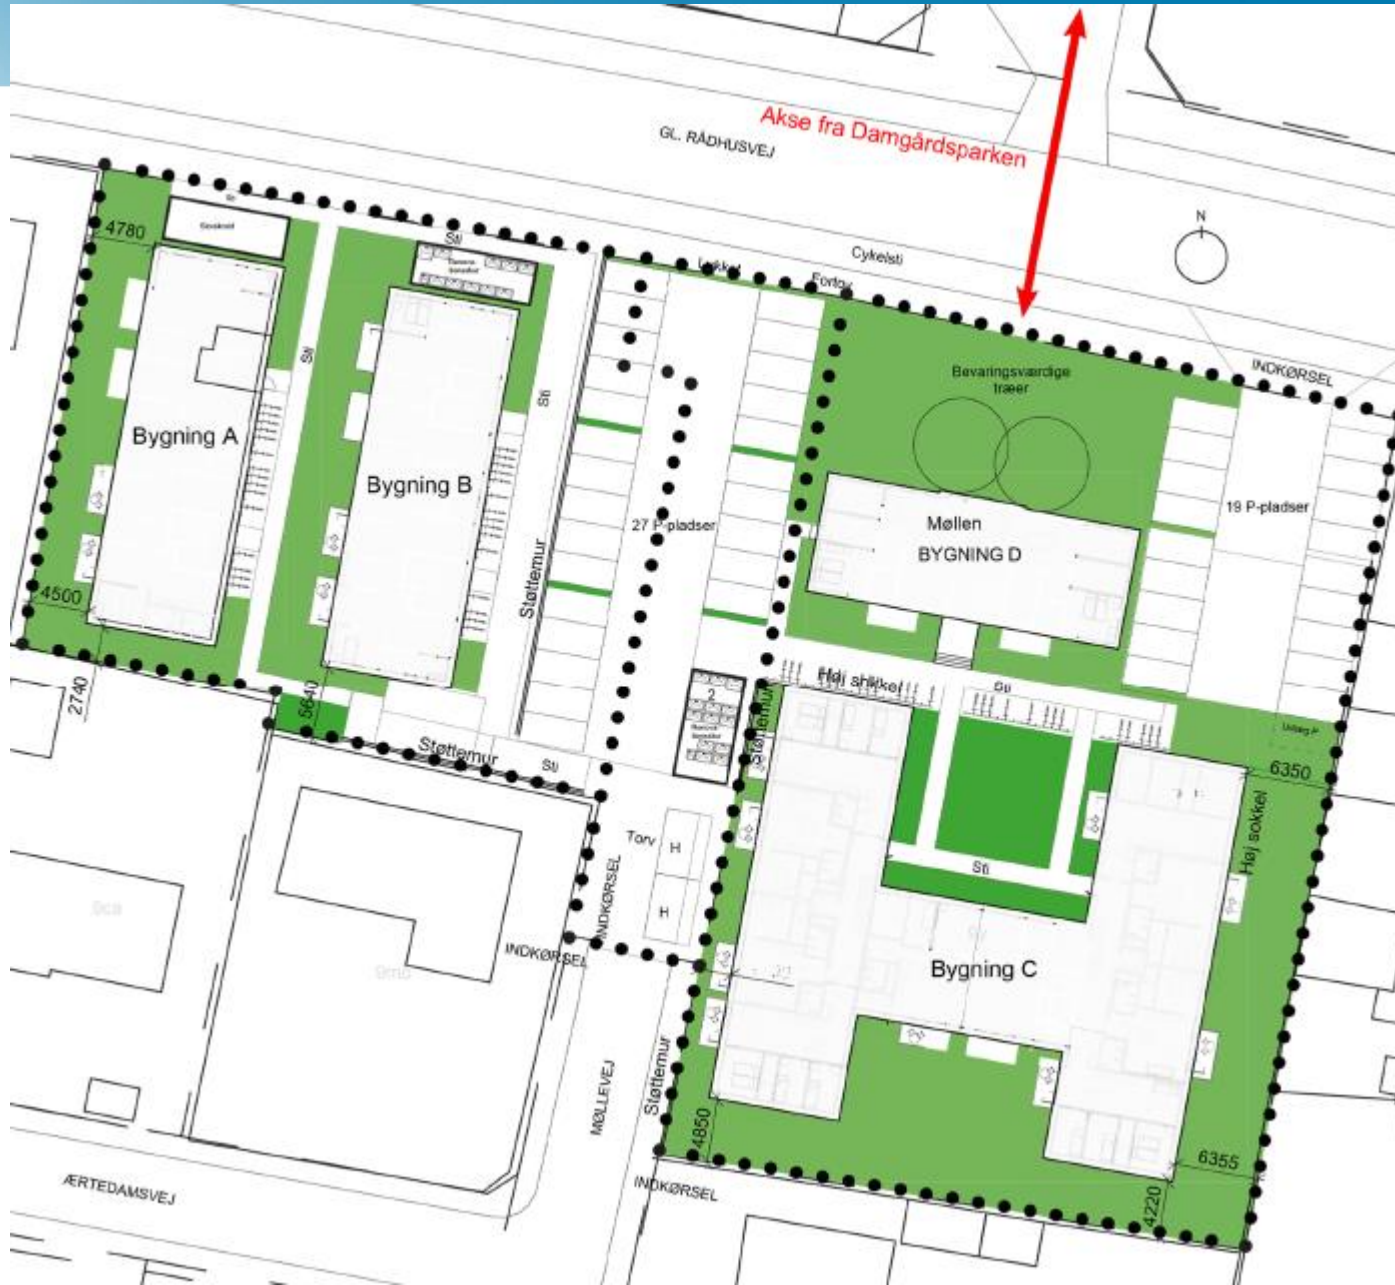 Akse fra Damgårdsparken
GL. RÅDHUSVEJ
N
Cykelsti
Fortov
Sti
Sti
INDKØRSEL
4780
Bevaringsværdige
træer
Sti
Sti
Bygning A
Bygning B
27 P-pladser
Møllen
BYGNING D
19 P-pladser
Støttemur
4500
2740
5640
Støttemur
Sti
2
Støttemur
Sti
6350
Høj sokkel
Torv
H
H
Sti
INDKØRSEL
INDKØRSEL
Bygning C
MØLLEVEJ
Støttemur
4850
6355
4220
ÆRTEDAMSVEJ
INDKØRSEL